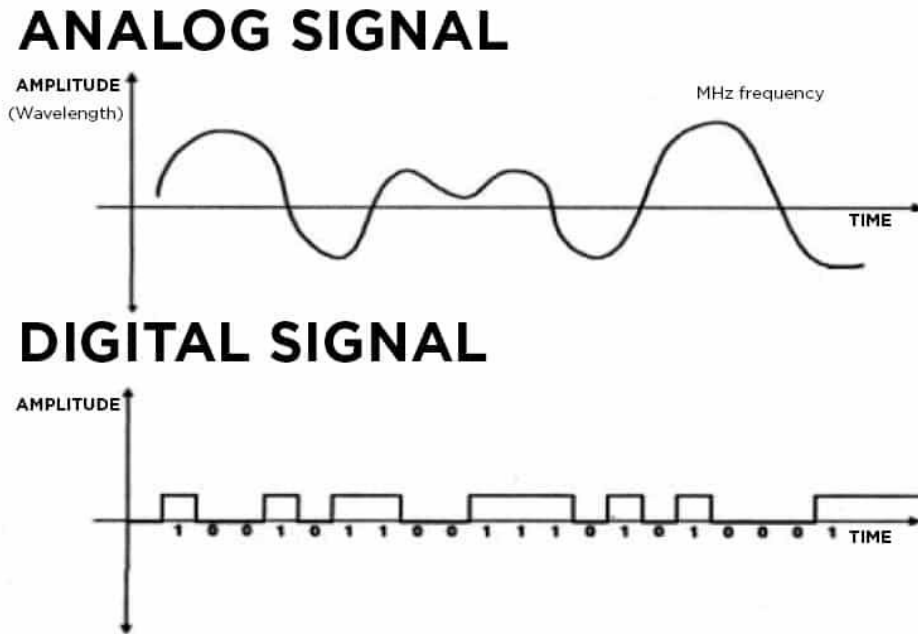 ANALOG SIGNAL
AMPLITUDE
(Wavelength)
MHz frequency
TIME
DIGITAL SIGNAL
AMPLITUDE
1 0 0 1 0 1 1 0 0 1 1 1 0 1 0 1 0 0 0 1 TIME